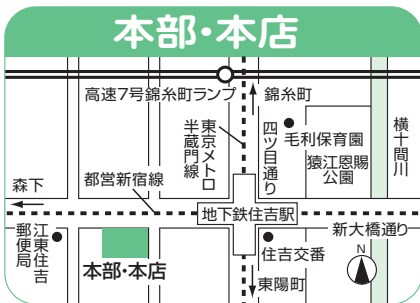 本部・本店
高速7号錦糸町ランプ
錦糸町
東京メトロ
半蔵門線
四ツ目通り
毛利保育園
猿江恩賜
公園
横十間川
森下
都営新宿線
地下鉄住吉駅
新大橋通り
江東住吉
郵便局
本部・本店
住吉交番
東陽町
N